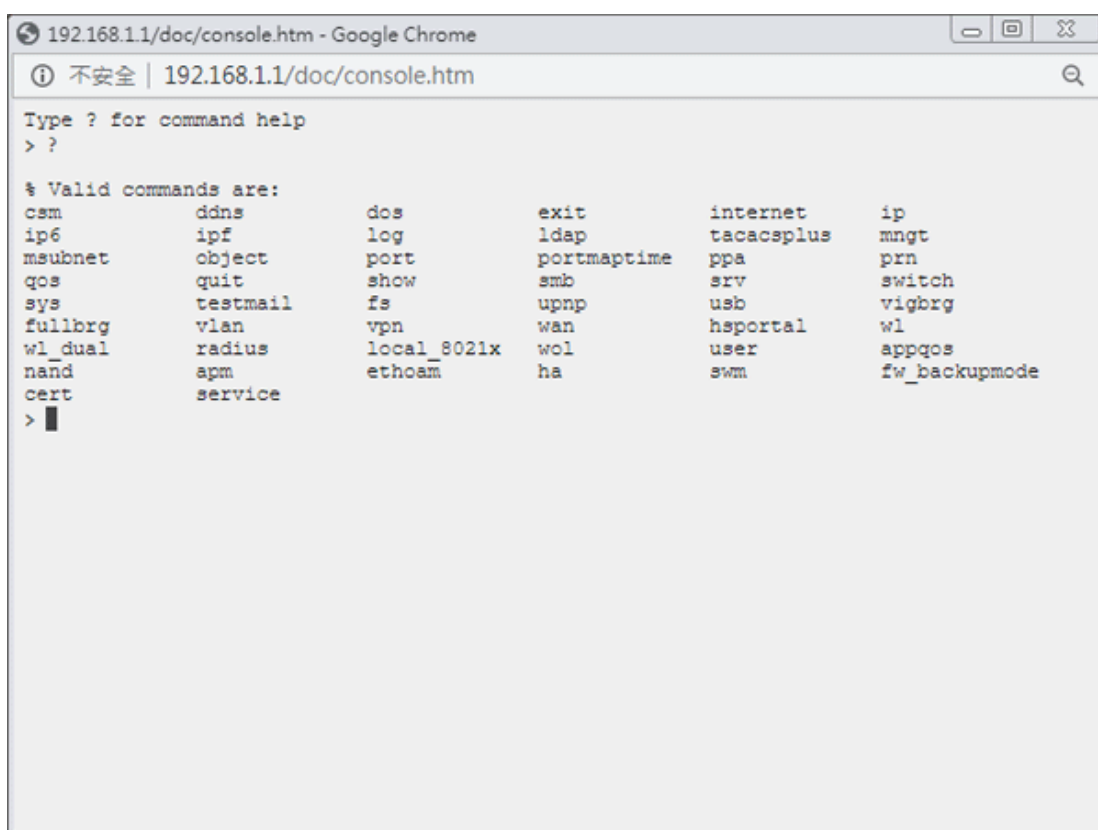 192.168.1.1/doc/console.htm - Google Chrome
不安全 | 192.168.1.1/doc/console.htm
Type ? for command help
> ?
% Valid commands are:
csm ddns dos exit internet ip
ip6 ipf log ldap tacacsplus mngt
msubnet object port portmaptime ppa prn
qos quit show smb srv switch
sys testmail fs upnp usb vigbrg
fullbrg vlan vpn wan hsportal wl
wl_dual radius local_8021x wol user appqos
nand apm ethoam ha swm fw_backupmode
cert service
>